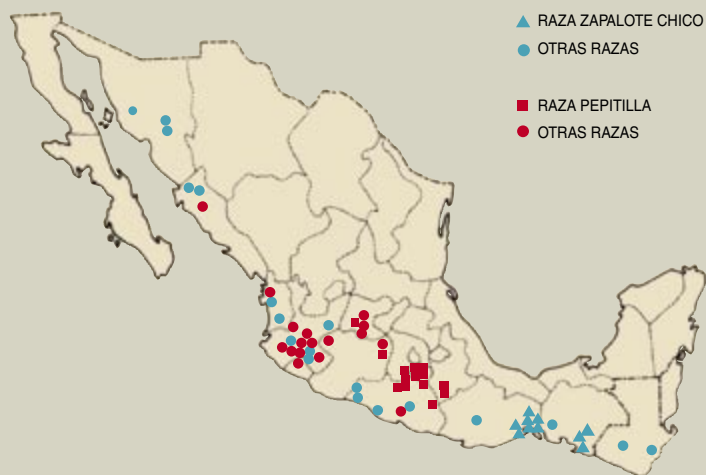 RAZA ZAPALOTE CHICO
OTRAS RAZAS
RAZA PEPITILLA
OTRAS RAZAS